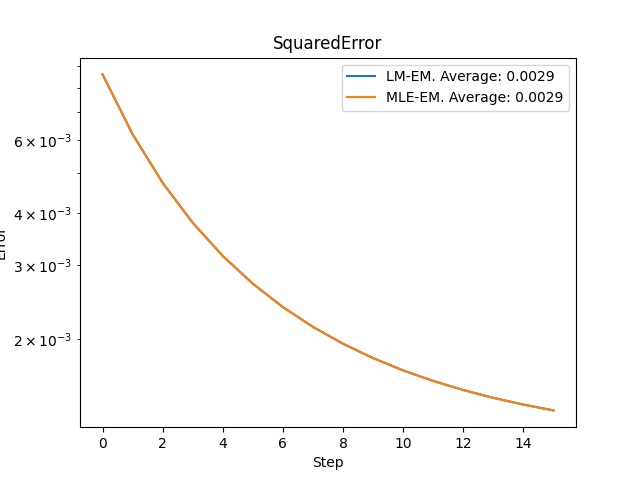 SquaredError
LM-EM. Average: 0.0029
MLE-EM. Average: 0.0029
6 × 10⁻³
4 × 10⁻³
3 × 10⁻³
2 × 10⁻³
Error
0 2 4 6 8 10 12 14
Step